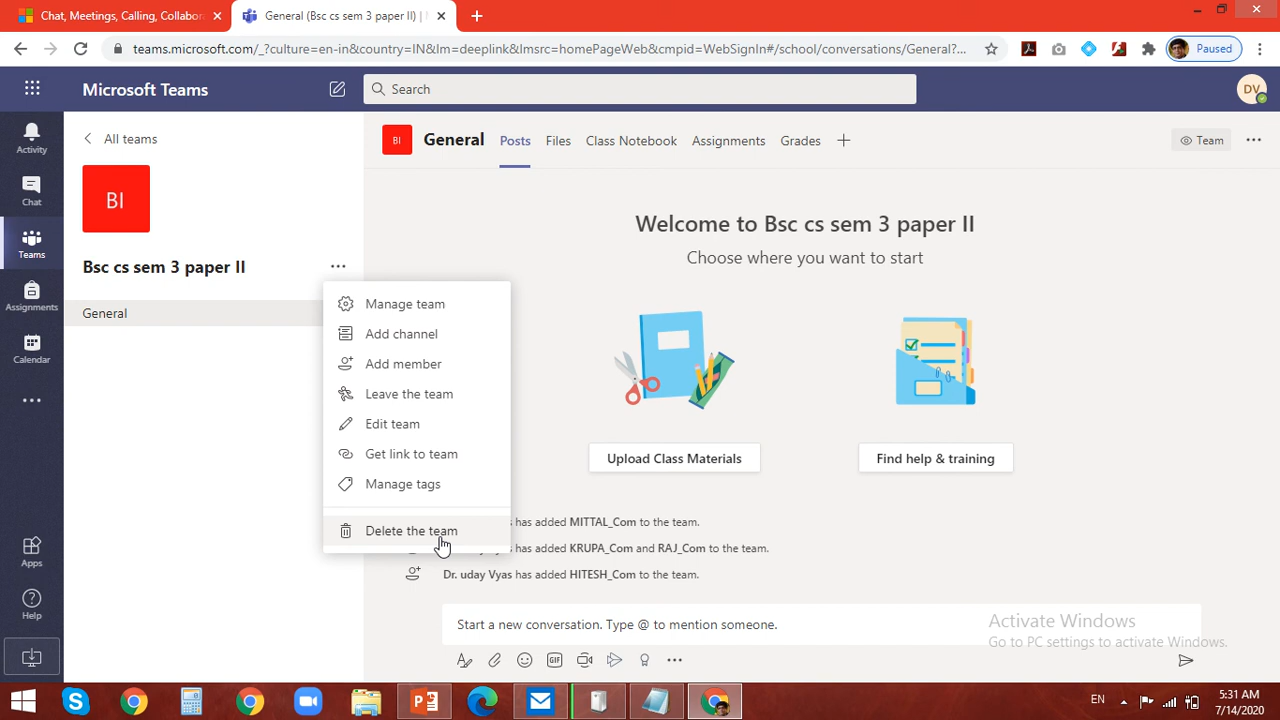 Chat, Meetings, Calling, Collabora
General (Bsc cs sem 3 paper II) | M
teams.microsoft.com/_?culture=en-in&country=IN&lm=deeplink&lmsrc=homePageWeb&cmpid=WebSignIn#/school/conversations/General?...
Paused
Microsoft Teams
Search
DV
Activity
Chat
Teams
Assignments
Calendar
Apps
Help
All teams
BI
Bsc cs sem 3 paper II
General
Manage team
Add channel
Add member
Leave the team
Edit team
Get link to team
Manage tags
Delete the team
BI
General
Posts
Files
Class Notebook
Assignments
Grades
Team
Welcome to Bsc cs sem 3 paper II
Choose where you want to start
Upload Class Materials
Find help & training
s has added MITTAL_Com to the team.
s has added KRUPA_Com and RAJ_Com to the team.
Dr. uday Vyas has added HITESH_Com to the team.
Start a new conversation. Type @ to mention someone.
GIF
Activate Windows
Go to PC settings to activate Windows.
EN
5:31 AM
7/14/2020